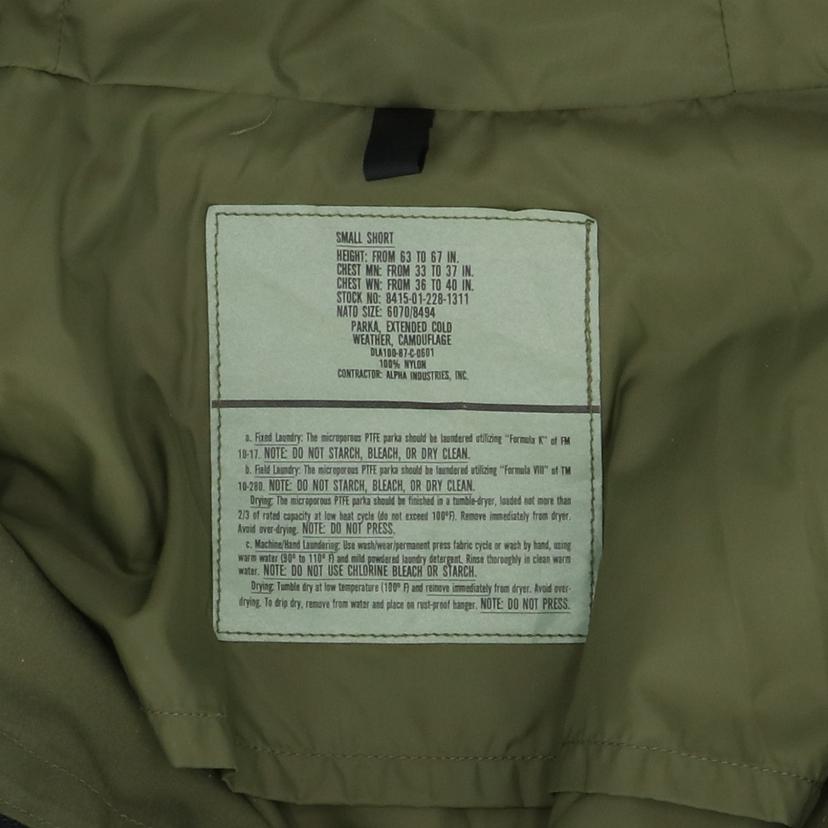 SMALL SHORT
HEIGHT: FROM 63 TO 67 IN.
CHEST MN: FROM 33 TO 37 IN.
CHEST WN: FROM 36 TO 40 IN.
STOCK NO: 8415-01-228-1311
NATO SIZE: 6070/8494
PARKA, EXTENDED COLD
WEATHER, CAMOUFLAGE
DLA100-87-C-0601
100% NYLON
CONTRACTOR: ALPHA INDUSTRIES, INC.
a. Fixed Laundry: The microporous PTFE parka should be laundered utilizing "Formula K" of FM
10-17. NOTE: DO NOT STARCH, BLEACH, OR DRY CLEAN.
b. Field Laundry: The microporous PTFE parka should be laundered utilizing "Formula VIII" of TM
10-280. NOTE: DO NOT STARCH, BLEACH, OR DRY CLEAN.
Drying: The microporous PTFE parka should be finished in a tumble-dryer, loaded not more than
2/3 of rated capacity at low heat cycle (do not exceed 100°F). Remove immediately from dryer.
Avoid over-drying. NOTE: DO NOT PRESS.
c. Machine/Hand Laundering: Use wash/wear/permanent press fabric cycle or wash by hand, using
warm water (90° to 110° F) and mild powdered laundry detergent. Rinse thoroughly in clean warm
water. NOTE: DO NOT USE CHLORINE BLEACH OR STARCH.
Drying: Tumble dry at low temperature (100° F) and remove immediately from dryer. Avoid over-
drying. To drip dry, remove from water and place on rust-proof hanger. NOTE: DO NOT PRESS.